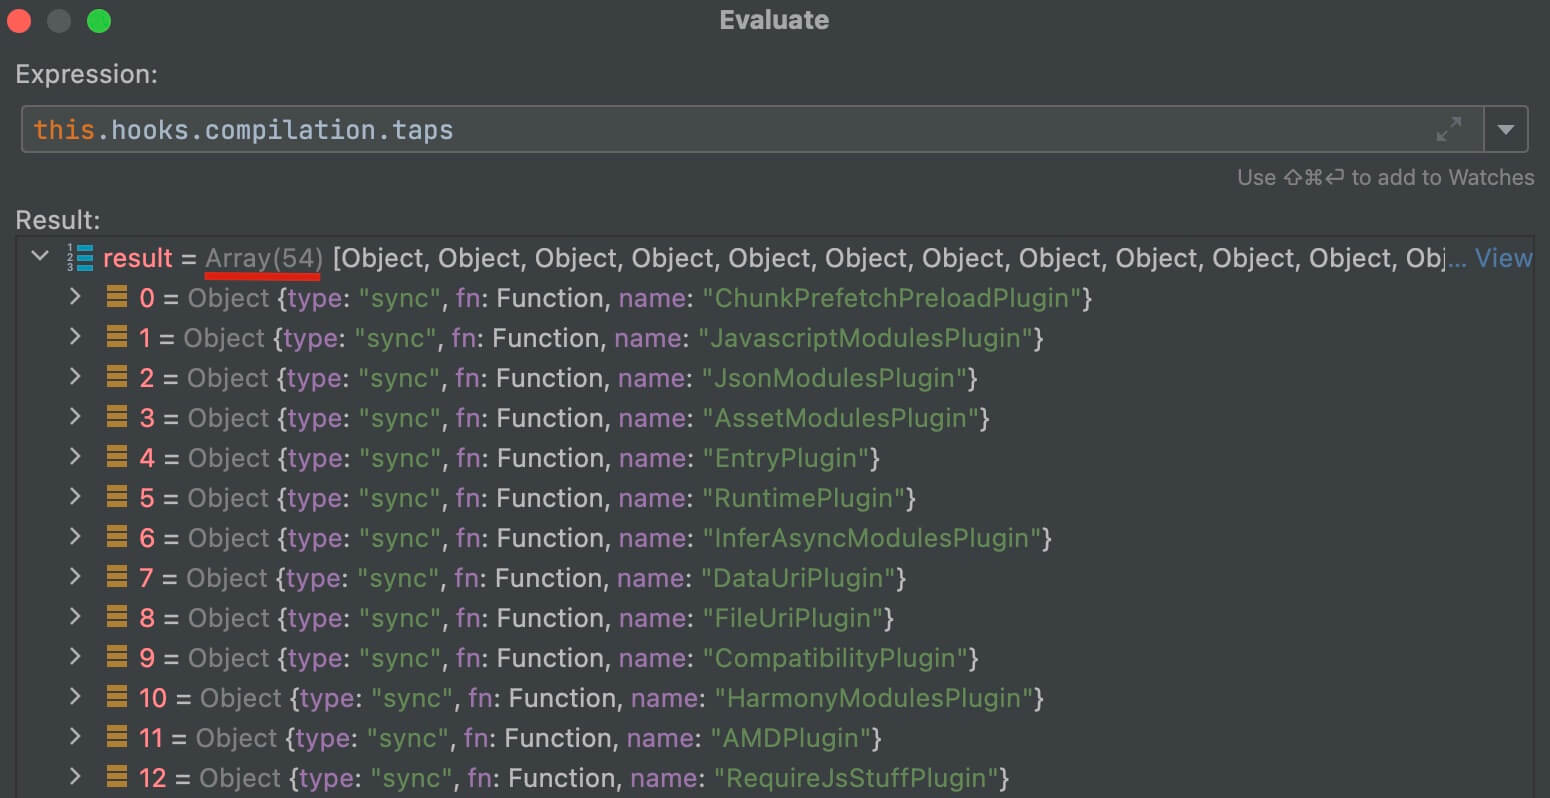 Evaluate
Expression:
this.hooks.compilation.taps
Use ⇧⌘⏎ to add to Watches
Result:
result = Array(54) [Object, Object, Object, Object, Object, Object, Object, Object, Object, Object, Object, Obj... View
0 = Object {type: "sync", fn: Function, name: "ChunkPrefetchPreloadPlugin"}
1 = Object {type: "sync", fn: Function, name: "JavascriptModulesPlugin"}
2 = Object {type: "sync", fn: Function, name: "JsonModulesPlugin"}
3 = Object {type: "sync", fn: Function, name: "AssetModulesPlugin"}
4 = Object {type: "sync", fn: Function, name: "EntryPlugin"}
5 = Object {type: "sync", fn: Function, name: "RuntimePlugin"}
6 = Object {type: "sync", fn: Function, name: "InferAsyncModulesPlugin"}
7 = Object {type: "sync", fn: Function, name: "DataUriPlugin"}
8 = Object {type: "sync", fn: Function, name: "FileUriPlugin"}
9 = Object {type: "sync", fn: Function, name: "CompatibilityPlugin"}
10 = Object {type: "sync", fn: Function, name: "HarmonyModulesPlugin"}
11 = Object {type: "sync", fn: Function, name: "AMDPlugin"}
12 = Object {type: "sync", fn: Function, name: "RequireJsStuffPlugin"}